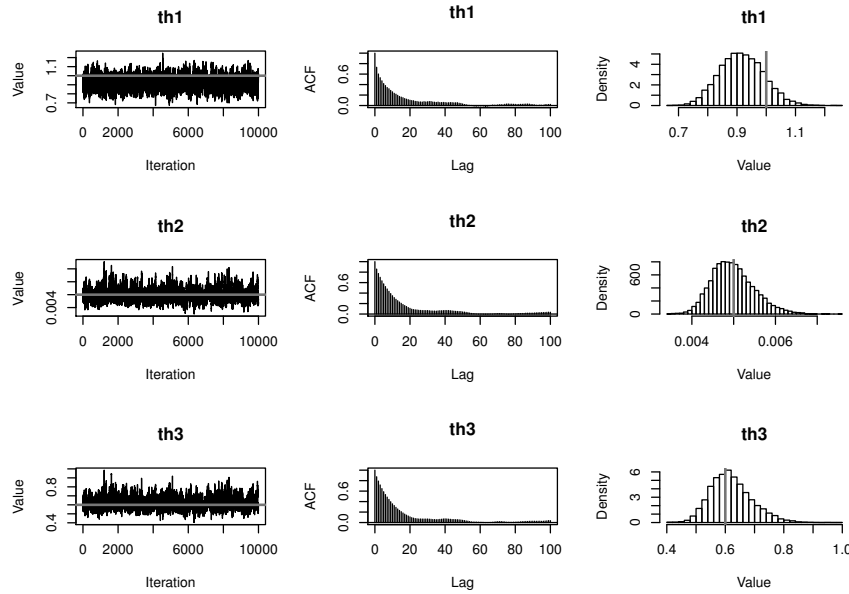 th1
th1
th1
Value
0.7 1.1
0 2000 6000 10000
Iteration
ACF
0.0 0.6
0 20 40 60 80 100
Lag
Density
0 2 4
0.7 0.9 1.1
Value
th2
th2
th2
Value
0.004
0 2000 6000 10000
Iteration
ACF
0.0 0.6
0 20 40 60 80 100
Lag
Density
0 600
0.004 0.006
Value
th3
th3
th3
Value
0.4 0.8
0 2000 6000 10000
Iteration
ACF
0.0 0.6
0 20 40 60 80 100
Lag
Density
0 3 6
0.4 0.6 0.8 1.0
Value